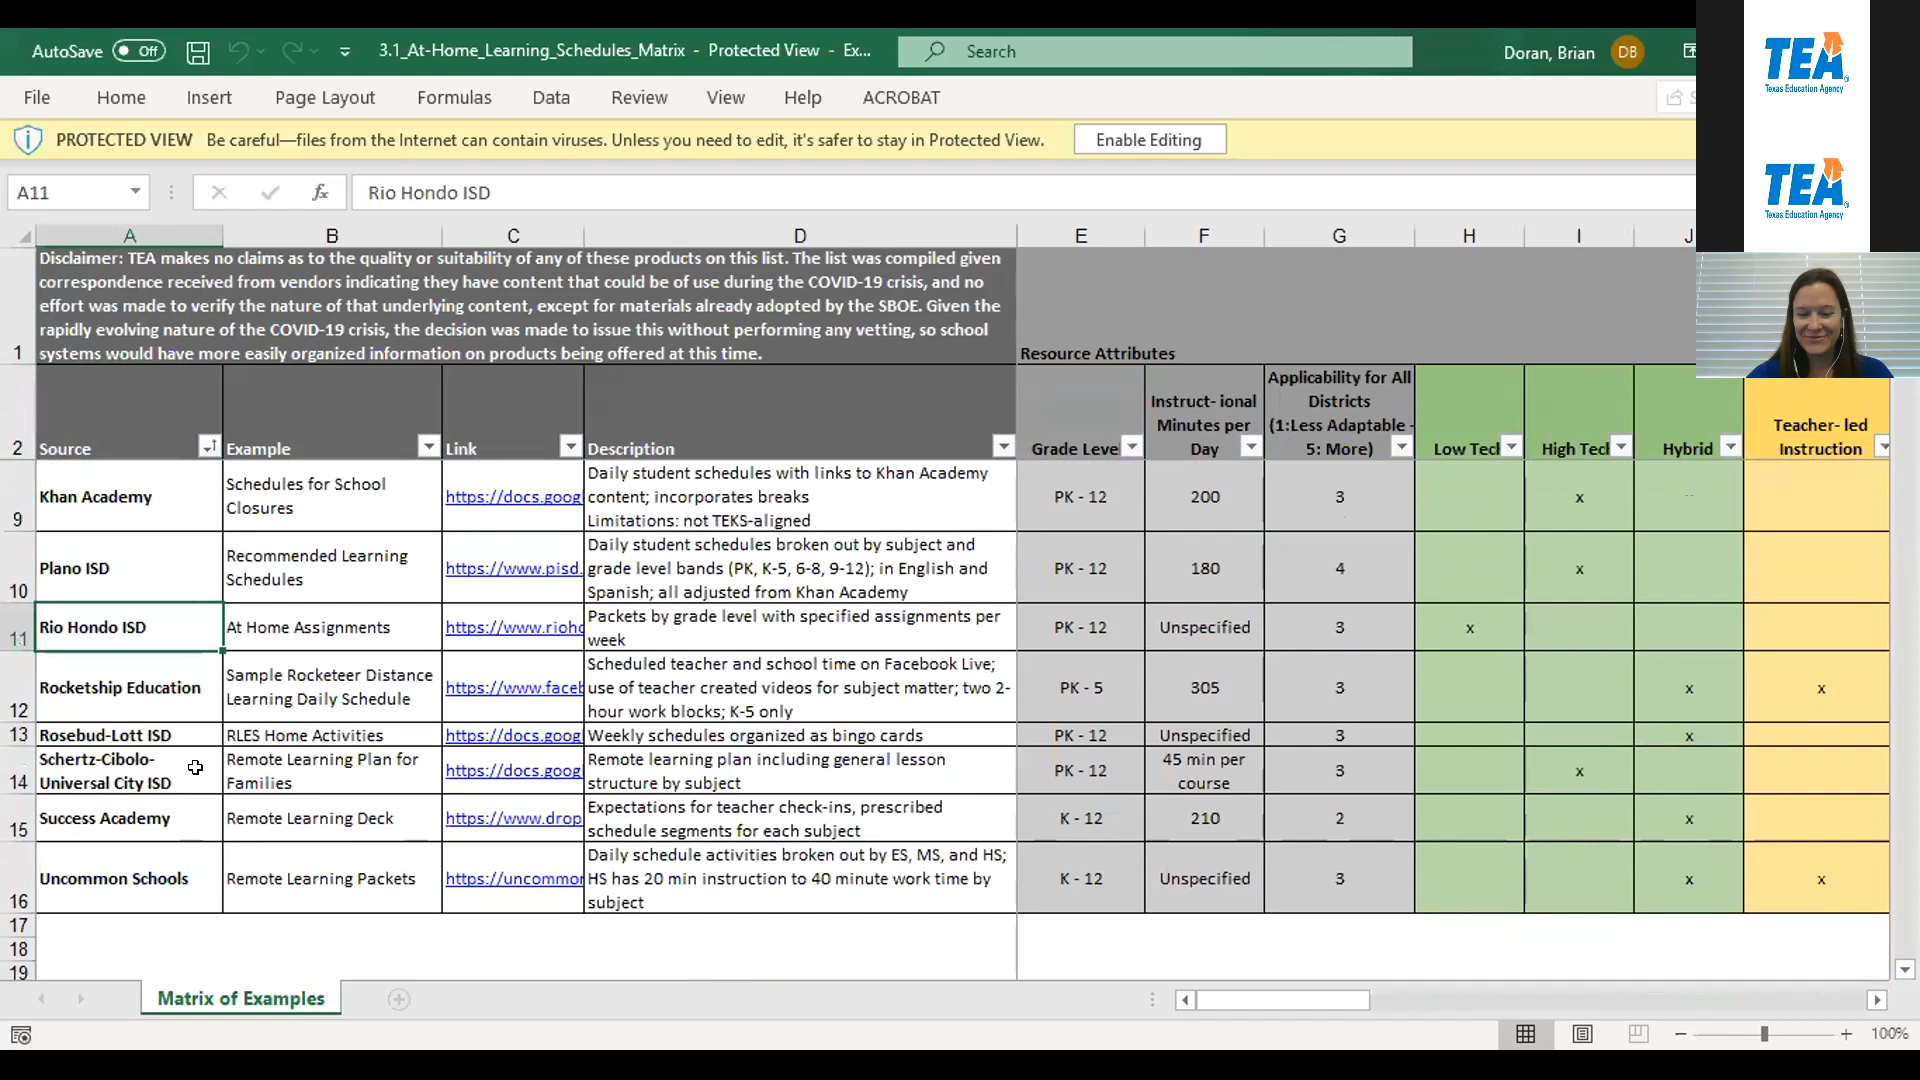 AutoSave Off 3.1_At-Home_Learning_Schedules_Matrix - Protected View - Ex... Search Doran, Brian DB
TEA
Texas Education Agency
File Home Insert Page Layout Formulas Data Review View Help ACROBAT
PROTECTED VIEW Be careful—files from the Internet can contain viruses. Unless you need to edit, it's safer to stay in Protected View. Enable Editing
TEA
Texas Education Agency
A11 fx Rio Hondo ISD
A B C D E F G H I J
Disclaimer: TEA makes no claims as to the quality or suitability of any of these products on this list. The list was compiled given
correspondence received from vendors indicating they have content that could be of use during the COVID-19 crisis, and no
effort was made to verify the nature of that underlying content, except for materials already adopted by the SBOE. Given the
rapidly evolving nature of the COVID-19 crisis, the decision was made to issue this without performing any vetting, so school
systems would have more easily organized information on products being offered at this time.
1 Resource Attributes
2 Source Example Link Description Grade Leve
Instruct- ional
Minutes per
Day
Applicability for All
Districts
(1:Less Adaptable -
5: More)
Low Tech High Tech Hybrid
Teacher- led
Instruction
9 Khan Academy
Schedules for School
Closures
https://docs.goog
Daily student schedules with links to Khan Academy
content; incorporates breaks
Limitations: not TEKS-aligned
PK - 12 200 3 x
10 Plano ISD
Recommended Learning
Schedules
https://www.pisd.
Daily student schedules broken out by subject and
grade level bands (PK, K-5, 6-8, 9-12); in English and
Spanish; all adjusted from Khan Academy
PK - 12 180 4 x
11 Rio Hondo ISD
At Home Assignments
https://www.rioho
Packets by grade level with specified assignments per
week
PK - 12 Unspecified 3 x
12 Rocketship Education
Sample Rocketeer Distance
Learning Daily Schedule
https://www.faceb
Scheduled teacher and school time on Facebook Live;
use of teacher created videos for subject matter; two 2-
hour work blocks; K-5 only
PK - 5 305 3 x x
13 Rosebud-Lott ISD RLES Home Activities https://docs.goog Weekly schedules organized as bingo cards PK - 12 Unspecified 3 x
14 Schertz-Cibolo-
Universal City ISD
Remote Learning Plan for
Families
https://docs.goog
Remote learning plan including general lesson
structure by subject
PK - 12
45 min per
course
3 x
15 Success Academy
Remote Learning Deck
https://www.drop
Expectations for teacher check-ins, prescribed
schedule segments for each subject
K - 12 210 2 x
16 Uncommon Schools
Remote Learning Packets
https://uncommon
Daily schedule activities broken out by ES, MS, and HS;
HS has 20 min instruction to 40 minute work time by
subject
K - 12 Unspecified 3 x x
17
18
19
Matrix of Examples
100%